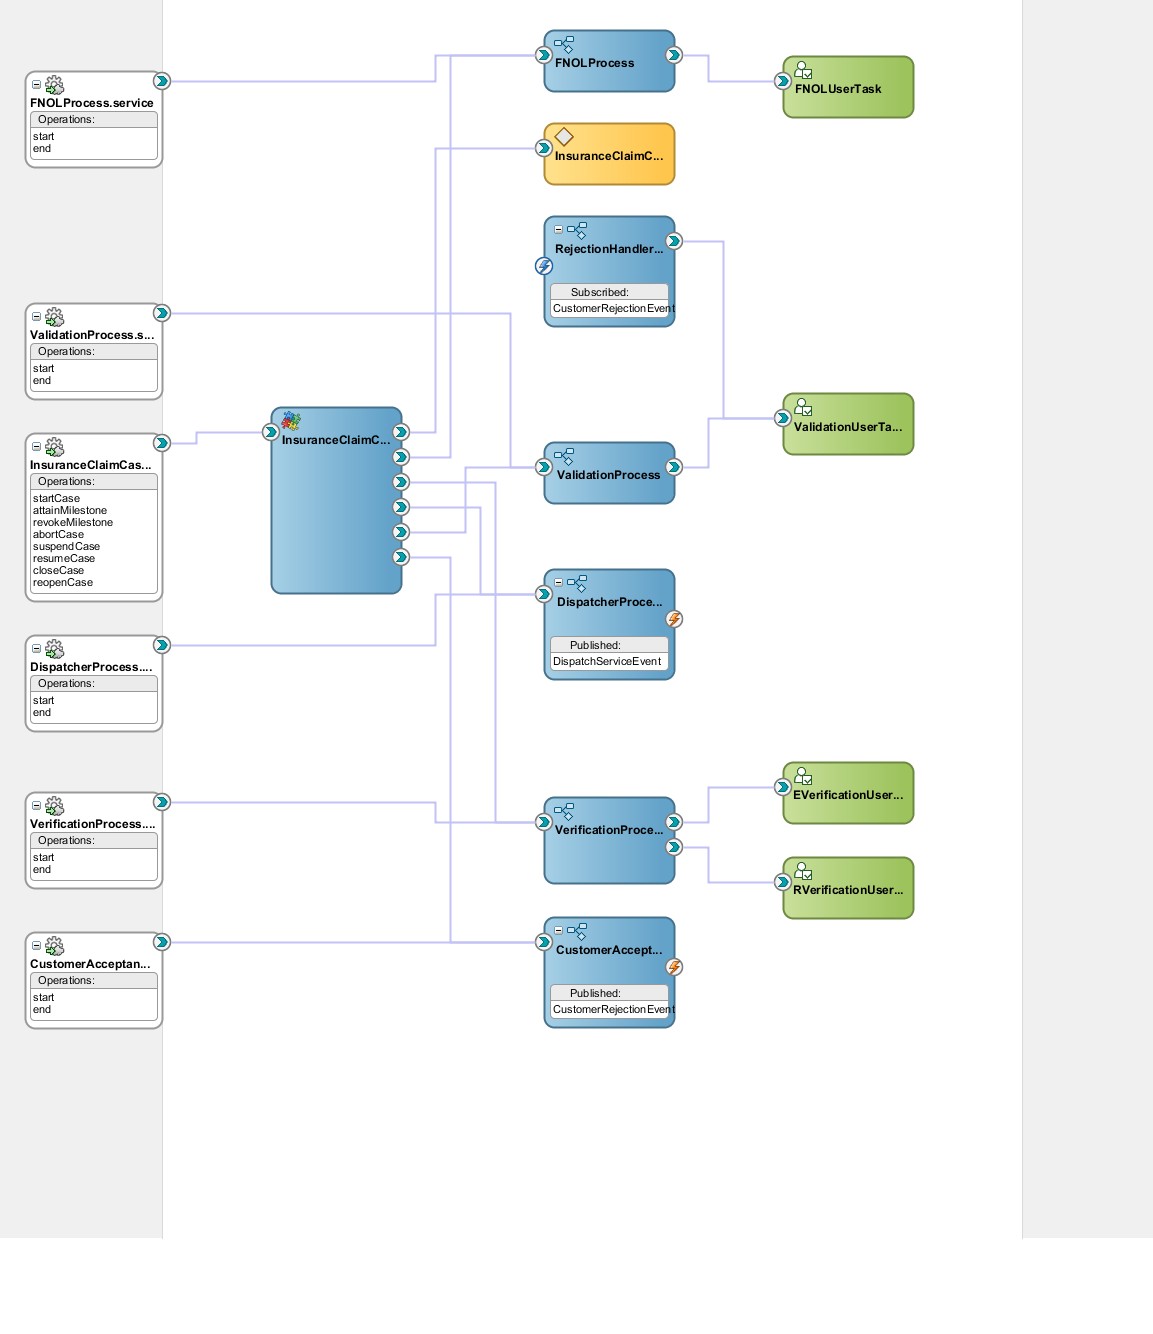 FNOLProcess.service
Operations:
start
end
ValidationProcess.s...
Operations:
start
end
InsuranceClaimCas...
Operations:
startCase
attainMilestone
revokeMilestone
abortCase
suspendCase
resumeCase
closeCase
reopenCase
DispatcherProcess....
Operations:
start
end
VerificationProcess....
Operations:
start
end
CustomerAcceptan...
Operations:
start
end
InsuranceClaimC...
FNOLProcess
InsuranceClaimC...
RejectionHandler...
Subscribed:
CustomerRejectionEvent
ValidationProcess
DispatcherProce...
Published:
DispatchServiceEvent
VerificationProce...
CustomerAccept...
Published:
CustomerRejectionEvent
FNOLUserTask
ValidationUserTa...
EVerificationUser...
RVerificationUser...